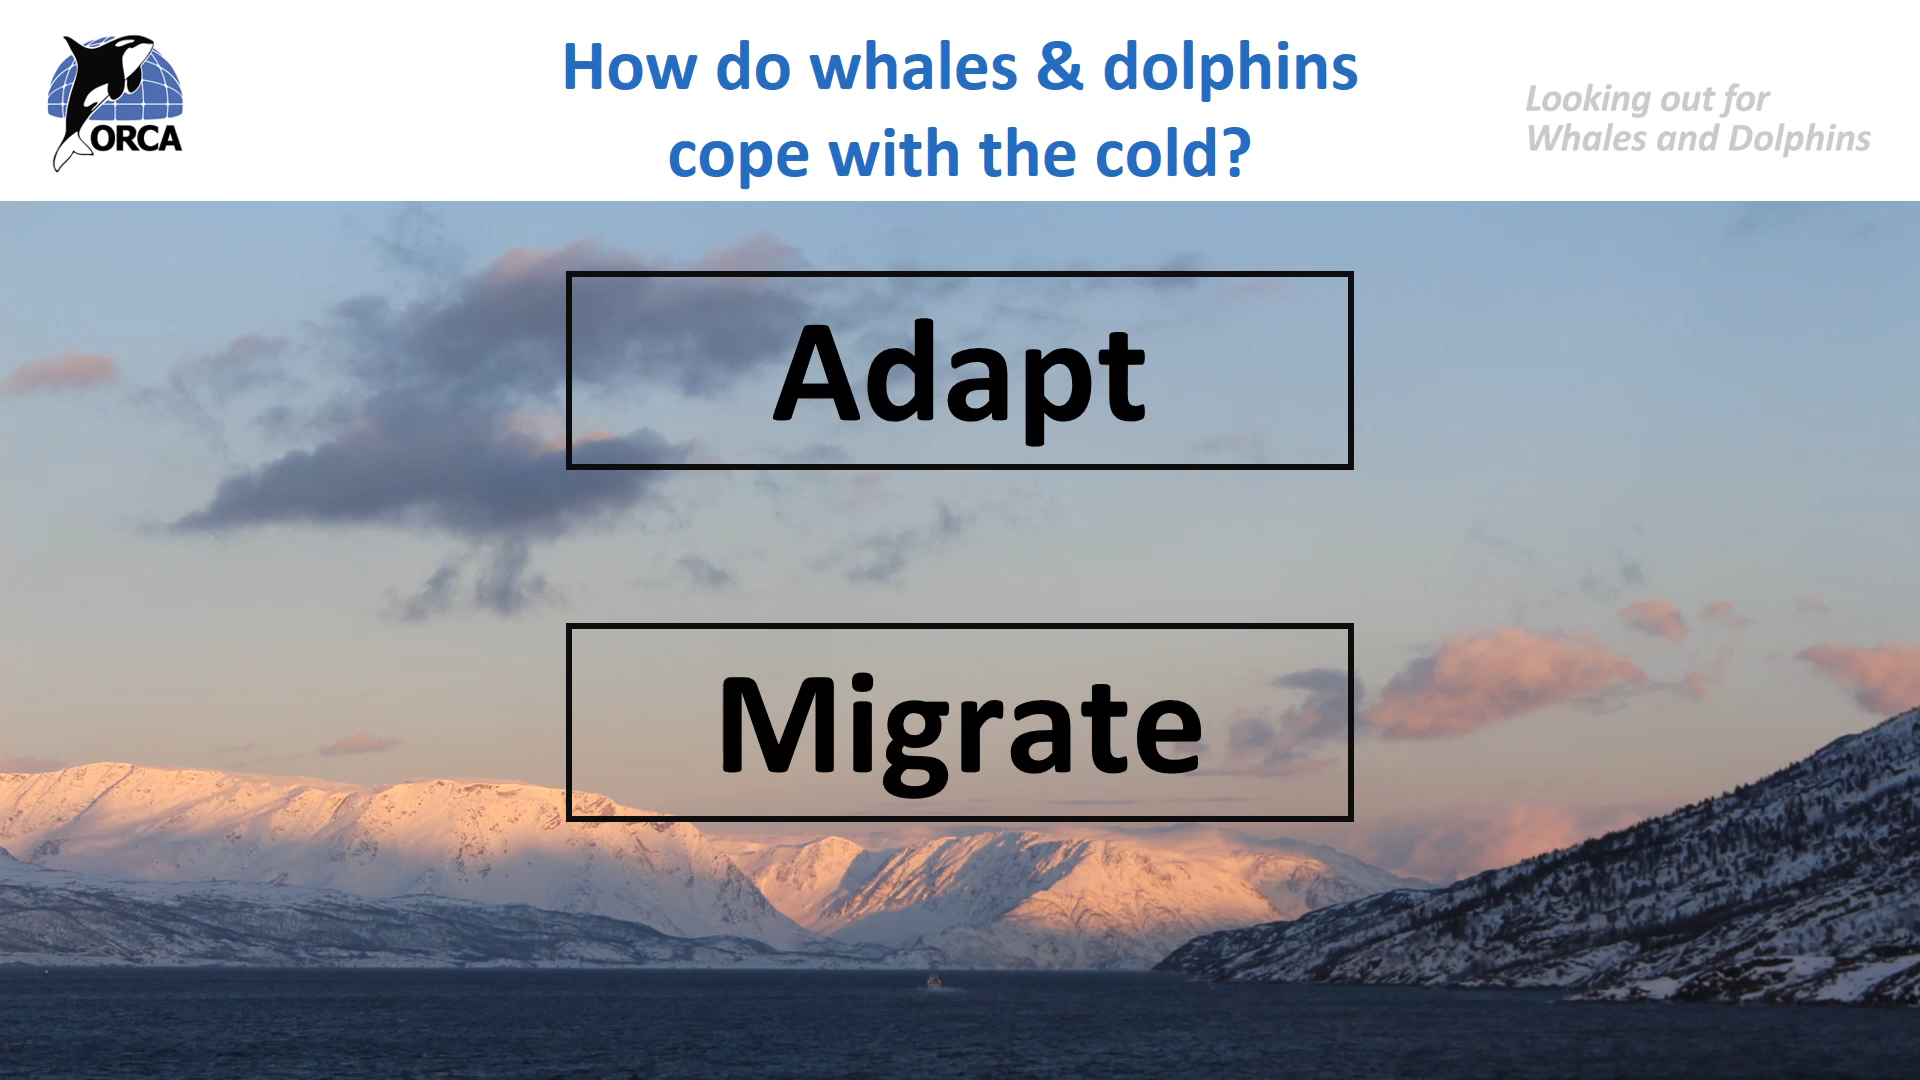 ORCA
How do whales & dolphins
cope with the cold?
Looking out for
Whales and Dolphins
Adapt
Migrate